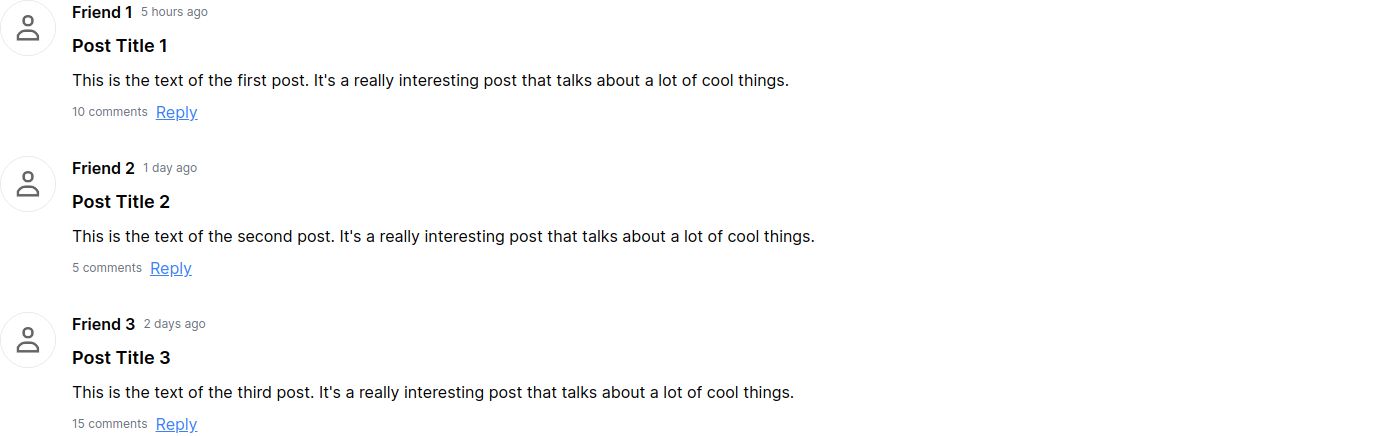 Friend 1 5 hours ago
Post Title 1
This is the text of the first post. It's a really interesting post that talks about a lot of cool things.
10 comments Reply
Friend 2 1 day ago
Post Title 2
This is the text of the second post. It's a really interesting post that talks about a lot of cool things.
5 comments Reply
Friend 3 2 days ago
Post Title 3
This is the text of the third post. It's a really interesting post that talks about a lot of cool things.
15 comments Reply